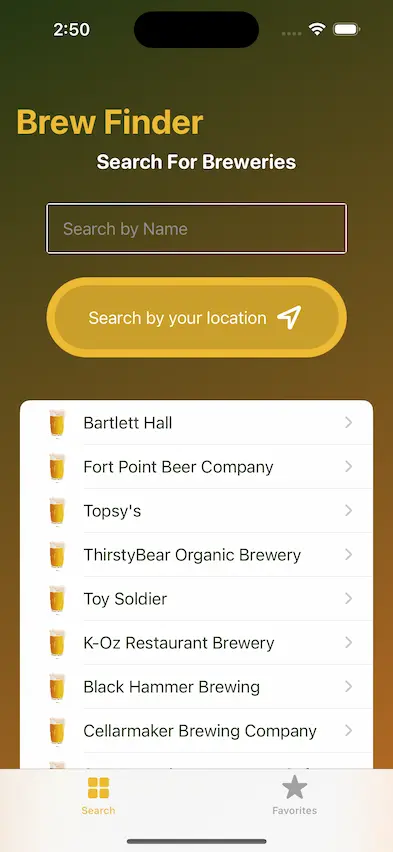 2:50
Brew Finder
Search For Breweries
Search by Name
Search by your location
Bartlett Hall
Fort Point Beer Company
Topsy's
ThirstyBear Organic Brewery
Toy Soldier
K-Oz Restaurant Brewery
Black Hammer Brewing
Cellarmaker Brewing Company
Search
Favorites